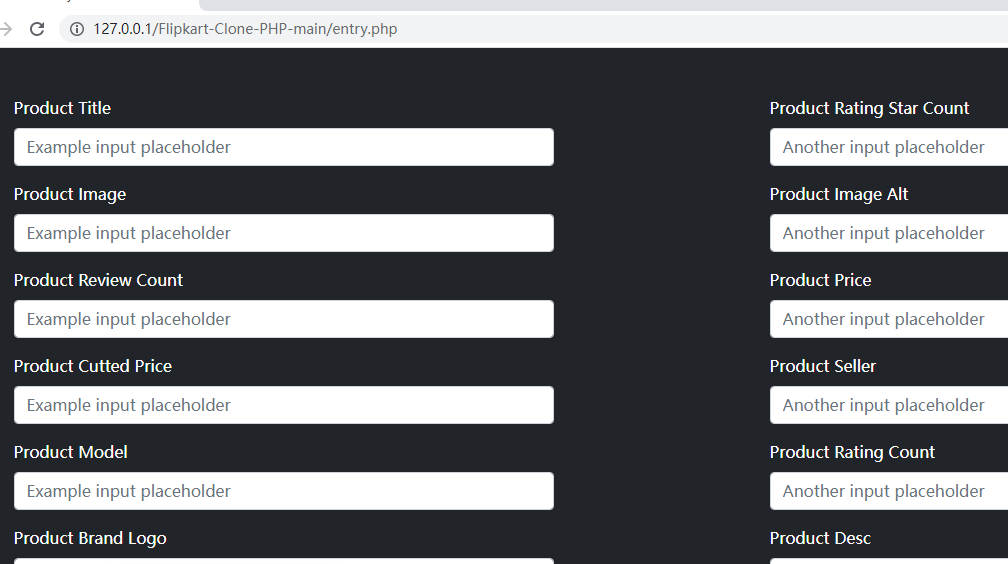 127.0.0.1/Flipkart-Clone-PHP-main/entry.php
Product Title Product Rating Star Count
Example input placeholder Another input placeholder
Product Image Product Image Alt
Example input placeholder Another input placeholder
Product Review Count Product Price
Example input placeholder Another input placeholder
Product Cutted Price Product Seller
Example input placeholder Another input placeholder
Product Model Product Rating Count
Example input placeholder Another input placeholder
Product Brand Logo Product Desc